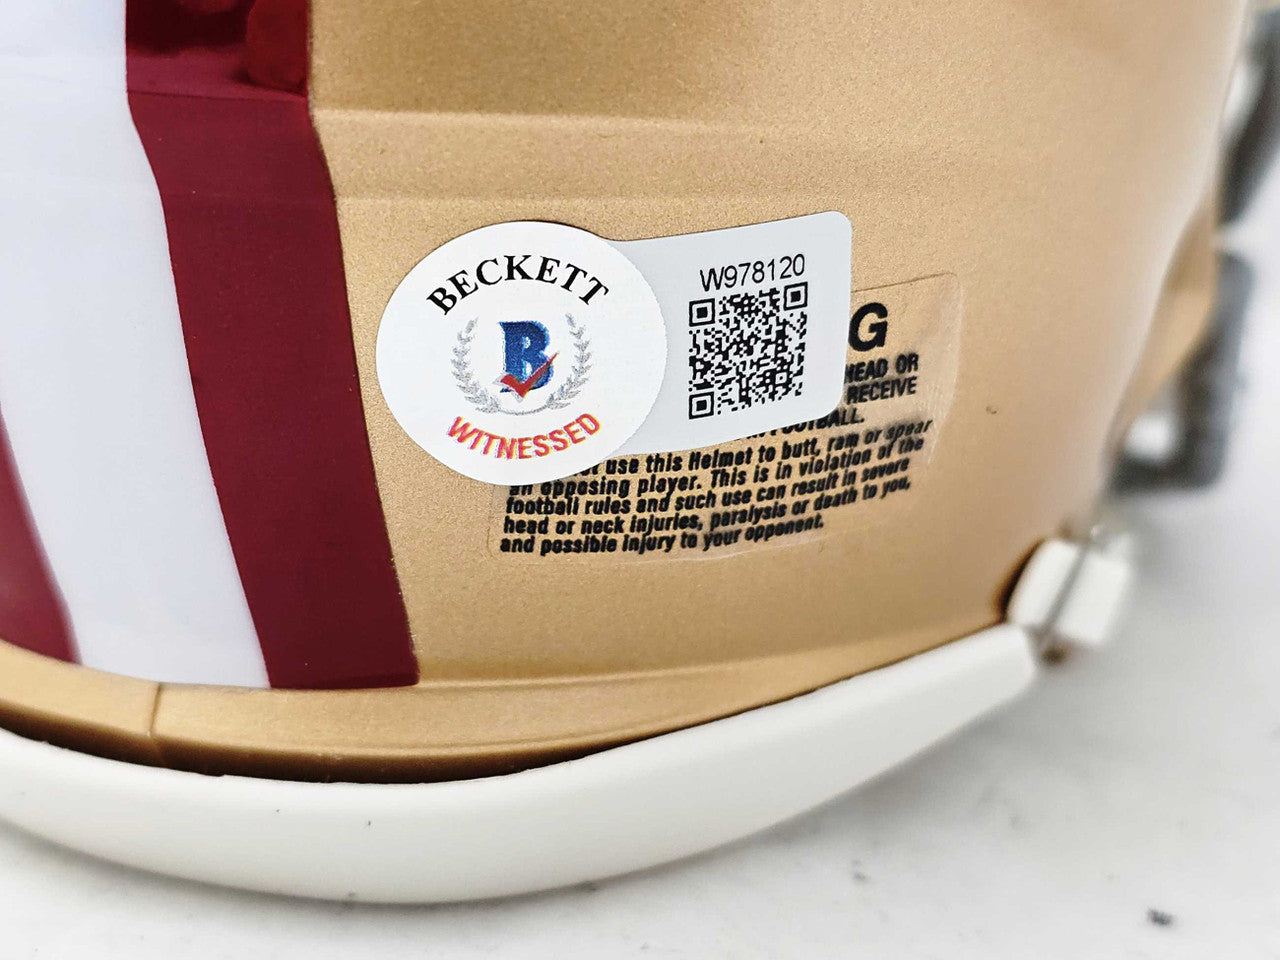 BECKETT
B
WITNESSED
W978120
G
HEAD OR
RECEIVE
FOOTBALL.
use this Helmet to butt, ram or spear
an opposing player. This is in violation of the
football rules and such use can result in severe
head or neck injuries, paralysis or death to you,
and possible injury to your opponent.